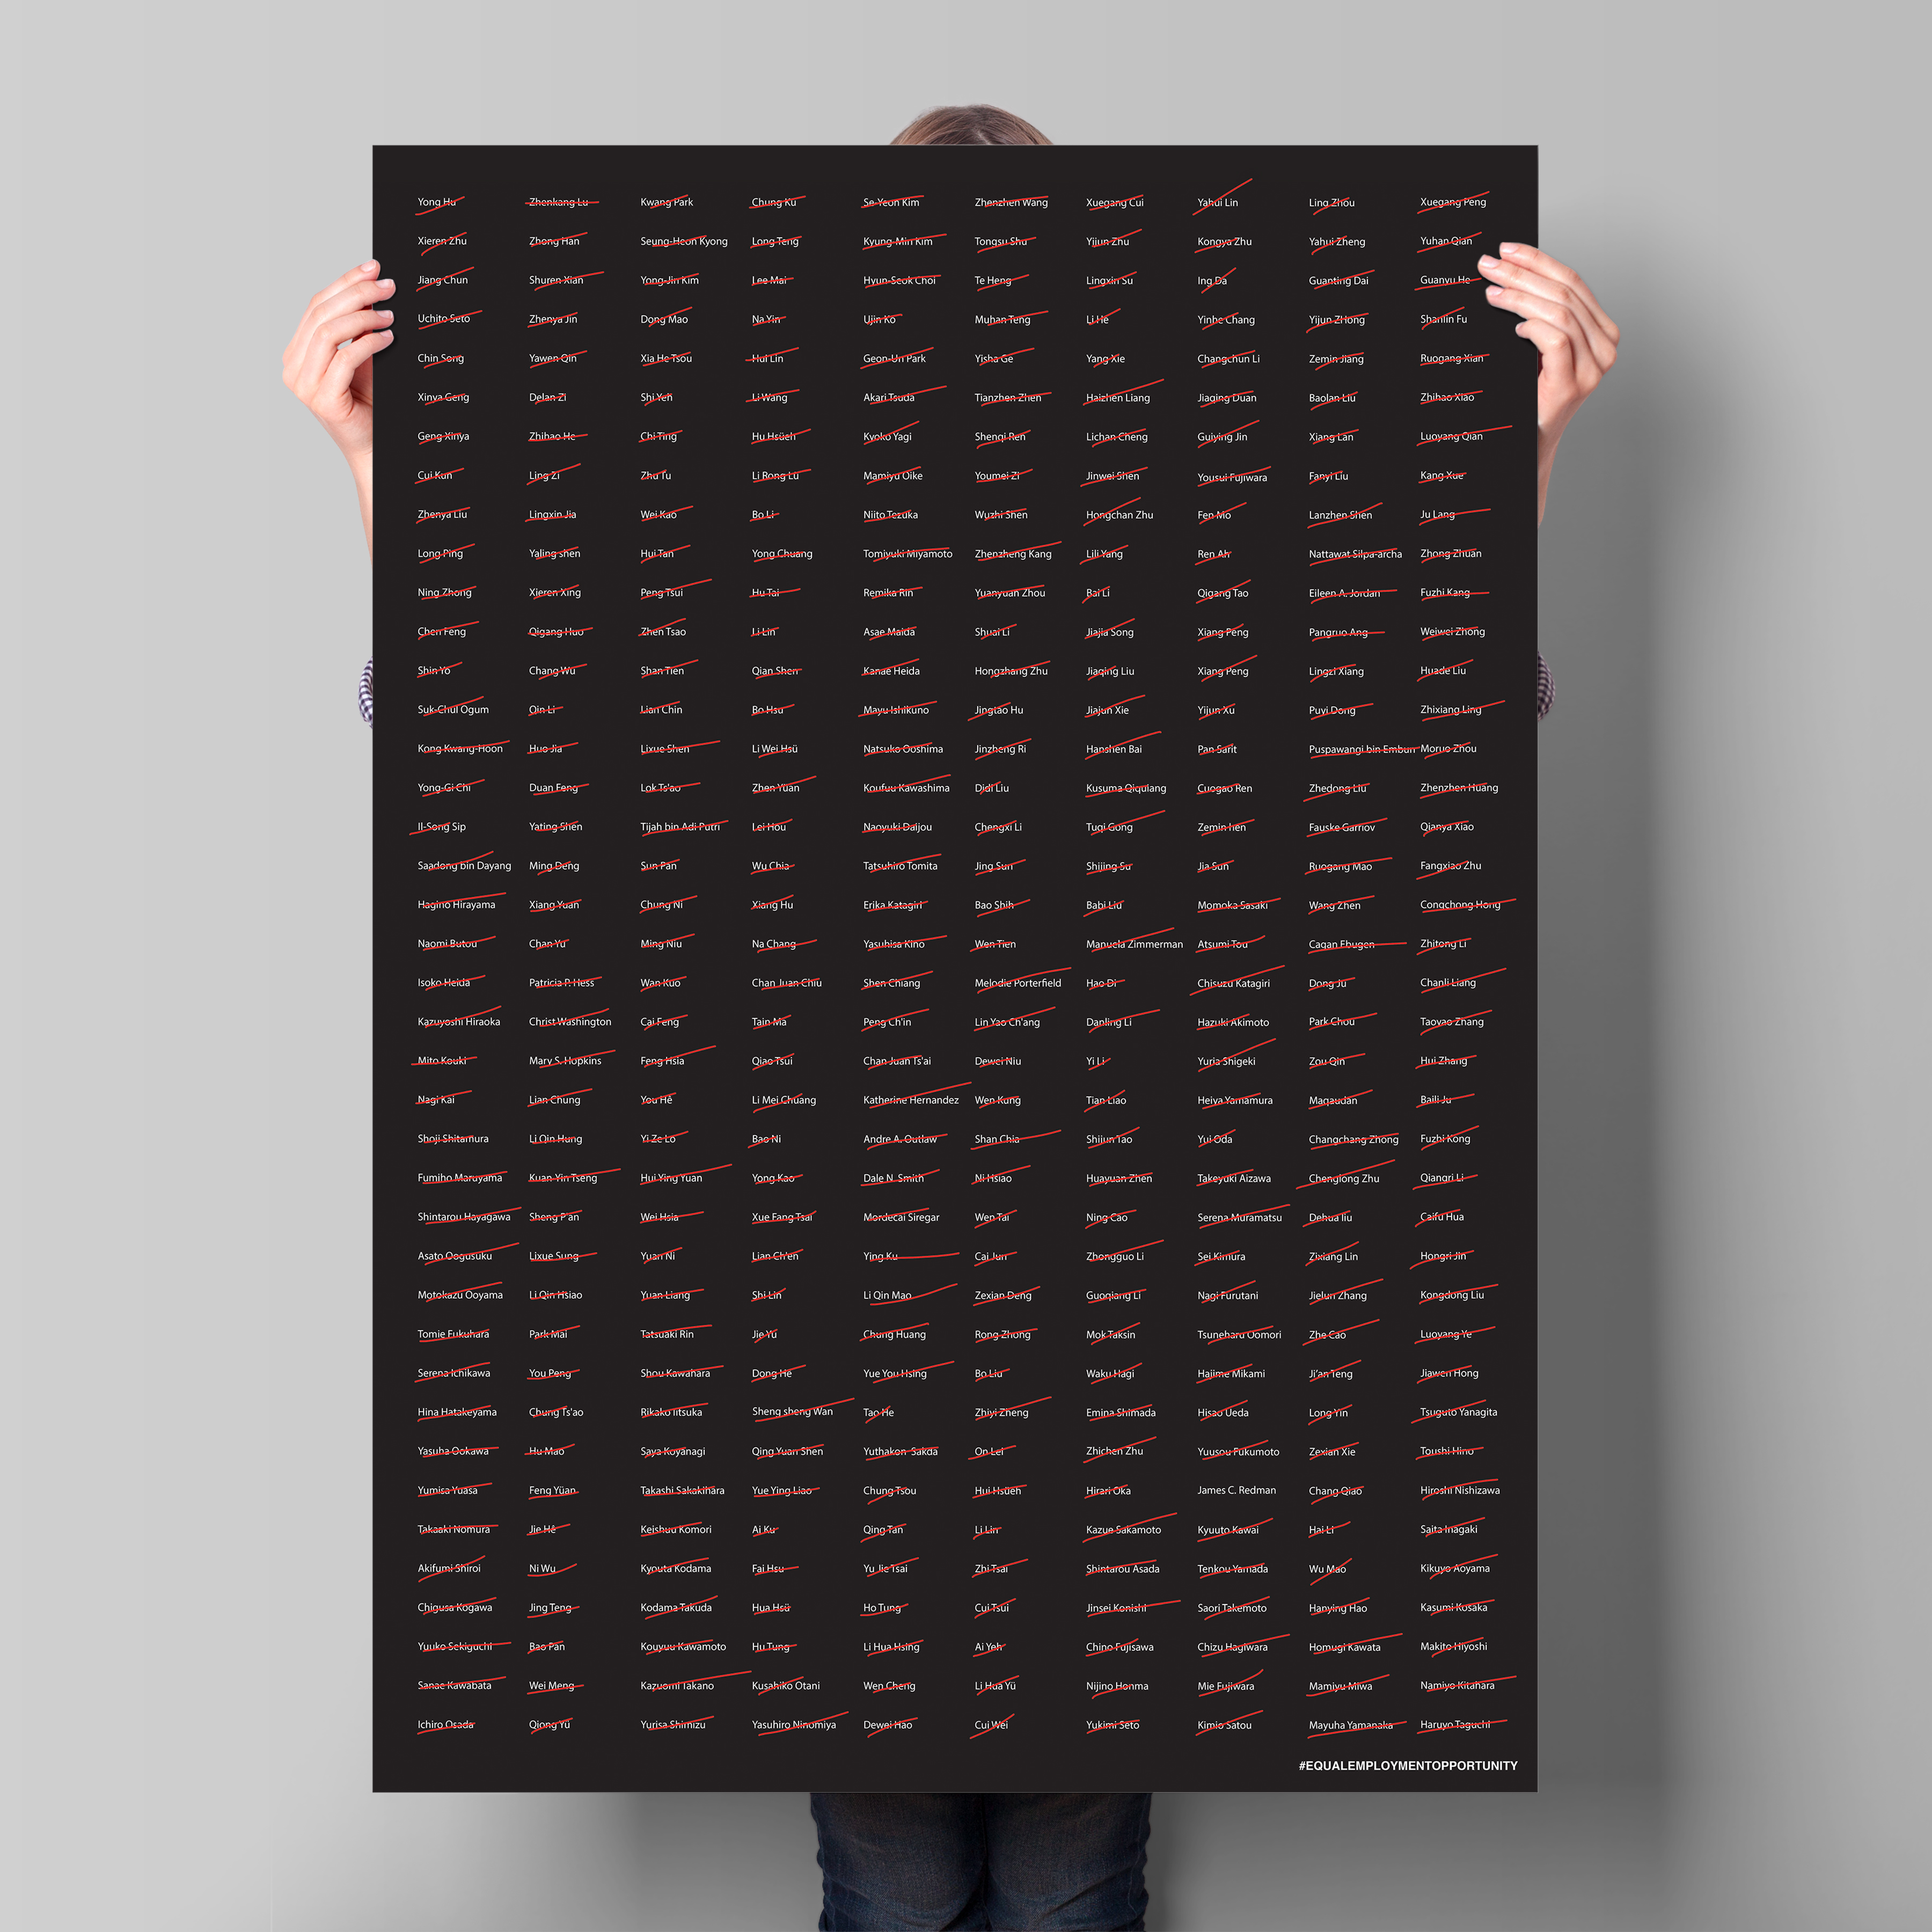 Yong Hu Zhenkang Lu Kwang Park Chung Ku Se-Yeon Kim Zhenzhen Wang Xuegang Cui Yahui Lin Ling Zhou Xuegang Peng
Xieren Zhu Zhong Han Seung-Heon Kyong Long Teng Kyung-Min Kim Tongsu Shu Yijun Zhu Kongya Zhu Yahui Zheng Yuhan Qian
Jiang Chun Shuren Xian Yong-Jin Kim Lee Mai Hyun-Seok Choi Te Heng Lingxin Su Ing Da Guanting Dai Guanyu He
Uchito Seto Zhenya Jin Dong Mao Na Yin Ujin Ko Muhan Teng Li He Yinbe Chang Yijun ZHong Shanlin Fu
Chin Song Yawen Qin Xia He Tsou Hui Lin Geon-Un Park Yisha Ge Yang Xie Changchun Li Zemin Jiang Ruogang Xian
Xinya Geng Delan Zi Shi Yeh Li Wang Akari Tsuda Tianzhen Zhen Haizhen Liang Jiaqing Duan Baolan Liu Zhihao Xiao
Geng Xinya Zhihao He Chi Ting Hu Hsüeh Kyoko Yagi Shenqi Ren Lichan Cheng Guiying Jin Xiang Lan Luoyang Qian
Cui Kun Ling Zi Zhu Tu Li Rong Lu Mamiyu Oike Youmei Zi Jinwei Shen Yousui Fujiwara Fanyi Liu Kang Xue
Zhenya Liu Lingxin Jia Wei Kao Bo Li Niito Tezuka Wuzhi Shen Hongchan Zhu Fen Mo Lanzhen Shen Ju Lang
Long Ping Yaling shen Hui Tan Yong Chuang Tomiyuki Miyamoto Zhenzheng Kang Lili Yang Ren Ah Nattawat Silpa-archa Zhong Zhuan
Ning Zhong Xieren Xing Peng Tsui Hu Tai Remika Rin Yuanyuan Zhou Bai Li Qigang Tao Eileen A. Jordan Fuzhi Kang
Chen Feng Qigang Huo Zhen Tsao Li Lin Asae Maida Shuai Li Jiajia Song Xiang Peng Pangruo Ang Weiwei Zhong
Shin Yo Chang Wu Shan Tien Qian Shen Kanae Heida Hongzhang Zhu Jiaqing Liu Xiang Peng Lingzi Xiang Huade Liu
Suk-Chul Ogum Qin Li Lian Chin Bo Hsu Mayu Ishikuno Jingtao Hu Jiajun Xie Yijun Xu Puyi Dong Zhixiang Ling
Kong Kwang-Hoon Huo Jia Lixue Shen Li Wei Hsü Natsuko Ooshima Jinzheng Ri Hanshen Bai Pan Sarit Puspawangi bin Embun Moruo Zhou
Yong-Gi Chi Duan Feng Lok Ts'ao Zhen Yuan Koufuu Kawashima Didi Liu Kusuma Qiquiang Cuogao Ren Zhedong Liu Zhenzhen Huang
Il-Song Sip Yating Shen Tijah bin Adi Putri Lei Hou Naoyuki Daijou Chengxi Li Tuqi Gong Zemin hen Fauske Garriov Qianya Xiao
Saadong bin Dayang Ming Deng Sun Pan Wu Chia Tatsuhiro Tomita Jing Sun Shijing Su Jia Sun Ruogang Mao Fangxiao Zhu
Hagino Hirayama Xiang Yuan Chung Ni Xiang Hu Erika Katagiri Bao Shih Babi Liu Momoka Sasaki Wang Zhen Congchong Hong
Naomi Butou Chan Yu Ming Niu Na Chang Yasuhisa Kino Wen Tien Manuela Zimmerman Atsumi Tou Cagan Ebugen Zhitong Li
Isoko Heida Patricia P. Hess Wan Kuo Chan Juan Chiu Shen Chiang Melodie Porterfield Hao Di Chisuzu Katagiri Dong Ju Chanli Liang
Kazuyoshi Hiraoka Christ Washington Cai Feng Tain Ma Peng Ch'in Lin Yao Ch'ang Danling Li Hazuki Akimoto Park Chou Taoyao Zhang
Mito Kouki Mary S. Hopkins Feng Hsia Qiao Tsui Chan Juan Ts'ai Dewei Niu Yi Li Yuria Shigeki Zou Qin Hui Zhang
Nagi Kai Lian Chung You Hê Li Mei Chuang Katherine Hernandez Wen Kung Tian Liao Heiya Yamamura Maqaudan Baili Ju
Shoji Shitamura Li Qin Hung Yi Ze Lo Bao Ni Andre A. Outlaw Shan Chia Shijun Tao Yui Oda Changchang Zhong Fuzhi Kong
Fumiho Maruyama Kuan-Yin Tseng Hui Ying Yuan Yong Kao Dale N. Smith Ni Hsiao Huayuan Zhen Takeyuki Aizawa Chenglong Zhu Qiangri Li
Shintarou Hayagawa Sheng P'an Wei Hsia Xue Fang Tsai Mordecai Siregar Wen Tai Ning Cao Serena Muramatsu Dehua liu Caifu Hua
Asato Oogusuku Lixue Sung Yuan Ni Lian Ch'en Ying Ku Cai Jun Zhongguo Li Sei Kimura Zixiang Lin Hongri Jin
Motokazu Ooyama Li Qin Hsiao Yuan Liang Shi Lin Li Qin Mao Zexian Deng Guoqiang Li Nagi Furutani Jielun Zhang Kongdong Liu
Tomie Fukuhara Park Mai Tatsuaki Rin Jie Yu Chung Huang Rong Zhong Mok Taksin Tsuneharu Oomori Zhe Cao Luoyang Ye
Serena Ichikawa You Peng Shou Kawahara Dong He Yue You Hsing Bo Liu Waku Hagi Hajime Mikami Ji'an Teng Jiawen Hong
Hina Hatakeyama Chung Ts'ao Rikako Iitsuka Sheng sheng Wan Tao He Zhiyi Zheng Emina Shimada Hisao Ueda Long Yin Tsuguto Yanagita
Yasuha Ookawa Hu Mao Saya Koyanagi Qing Yuan Shen Yuthakon Sakda On Lei Zhichen Zhu Yuusou Fukumoto Zexian Xie Toushi Hino
Yumisa Yuasa Feng Yüan Takashi Sakakihara Yue Ying Liao Chung Tsou Hui Hsüeh Hirari Oka James C. Redman Chang Qiao Hiroshi Nishizawa
Takaaki Nomura Jie Hê Keishuu Komori Ai Ku Qing Tan Li Lin Kazue Sakamoto Kyuuto Kawai Hai Li Saita Inagaki
Akifumi Shiroi Ni Wu Kyouta Kodama Fai Hsu Yu Jie Tsai Zhi Tsai Shintarou Asada Tenkou Yamada Wu Mao Kikuyo Aoyama
Chigusa Kogawa Jing Teng Kodama Takuda Hua Hsü Ho Tung Cui Tsui Jinsei Konishi Saori Takemoto Hanying Hao Kasumi Kosaka
Yuuko Sekiguchi Bao Pan Kouyuu Kawamoto Hu Tung Li Hua Hsing Ai Yeh Chino Fujisawa Chizu Hagiwara Homugi Kawata Makito Hiyoshi
Sanae Kawabata Wei Meng Kazuomi Takano Kusahiko Otani Wen Cheng Li Hua Yü Nijino Honma Mie Fujiwara Mamiyu Miwa Namiyo Kitahara
Ichiro Osada Qiong Yu Yurisa Shimizu Yasuhiro Ninomiya Dewei Hao Cui Wei Yukimi Seto Kimio Satou Mayuha Yamanaka Haruyo Taguchi
#EQUALEMPLOYMENTOPPORTUNITY